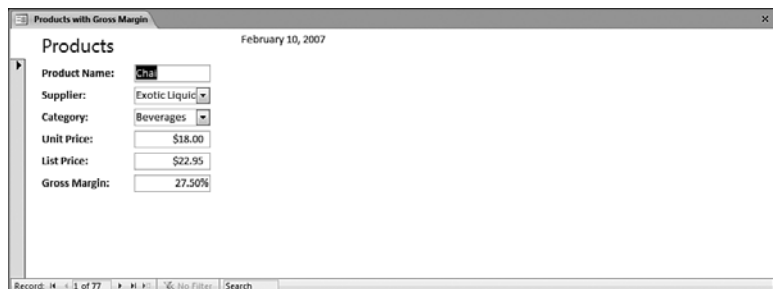 Products with Gross Margin
Products
February 10, 2007
Product Name: Chai
Supplier: Exotic Liquic
Category: Beverages
Unit Price: $18.00
List Price: $22.95
Gross Margin: 27.50%
Record: 1 of 77 No Filter Search